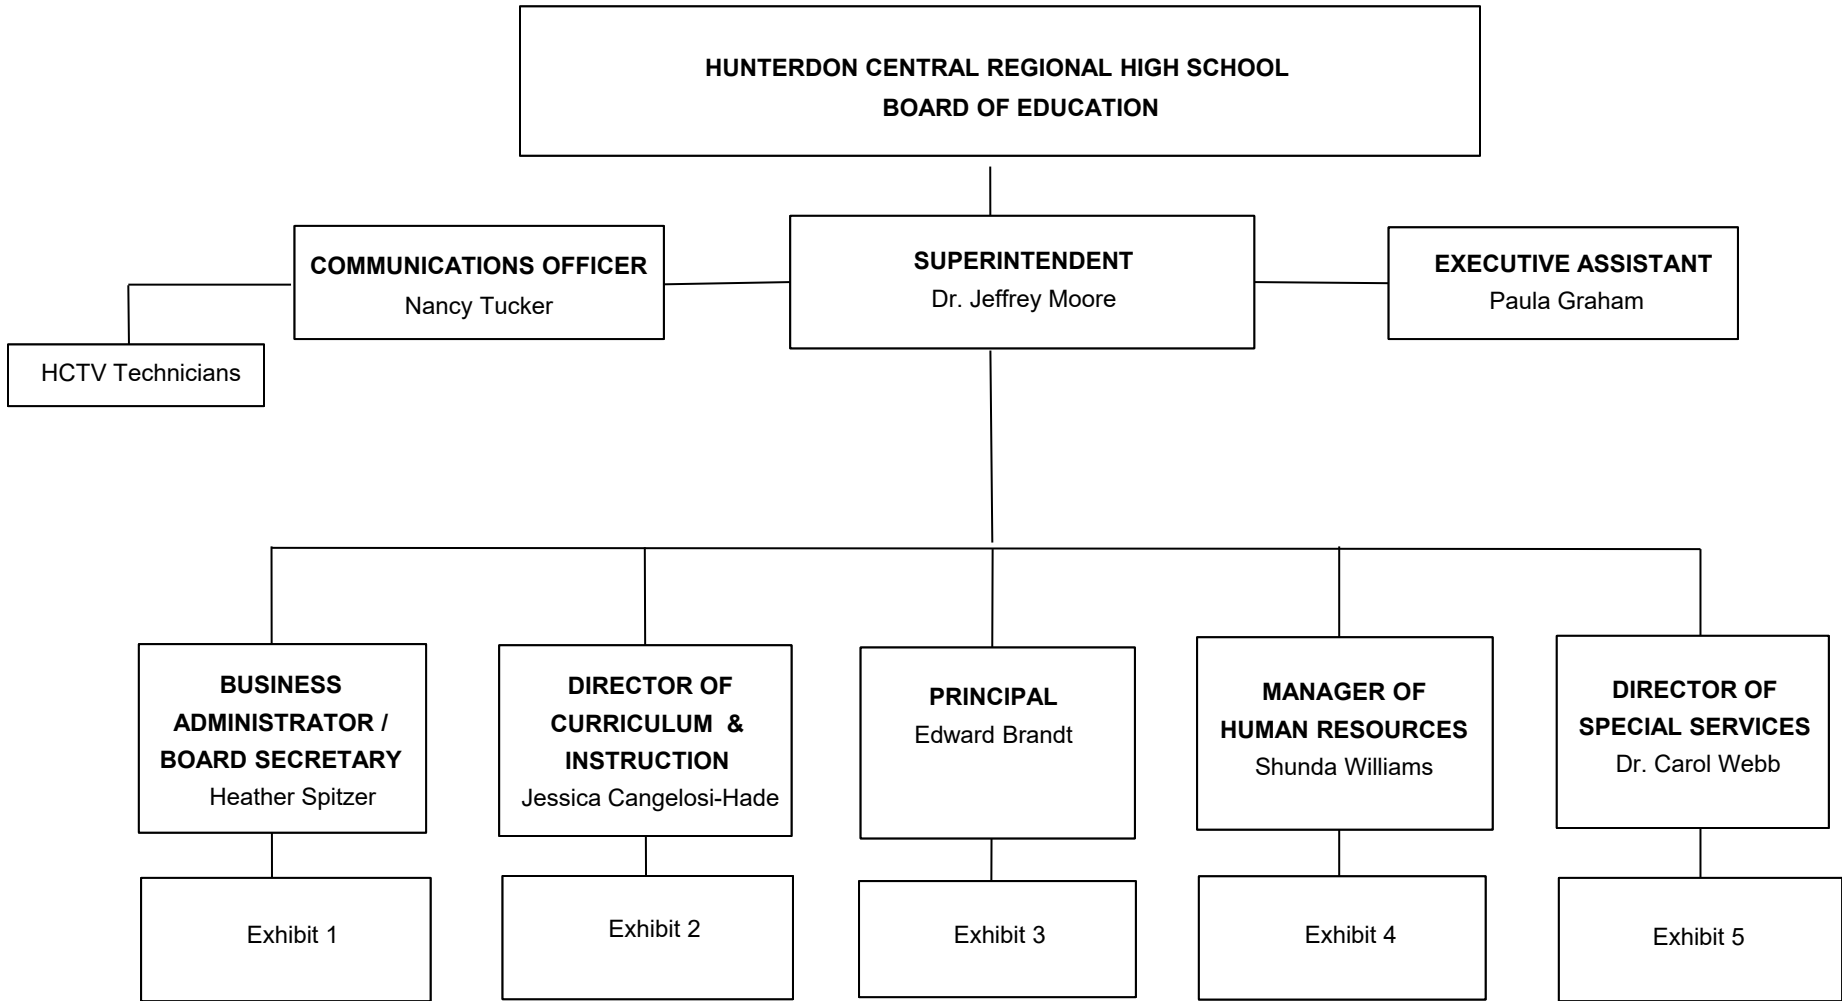 HUNTERDON CENTRAL REGIONAL HIGH SCHOOL
BOARD OF EDUCATION
COMMUNICATIONS OFFICER
Nancy Tucker
SUPERINTENDENT
Dr. Jeffrey Moore
EXECUTIVE ASSISTANT
Paula Graham
HCTV Technicians
BUSINESS
ADMINISTRATOR /
BOARD SECRETARY
Heather Spitzer
DIRECTOR OF
CURRICULUM &
INSTRUCTION
Jessica Cangelosi-Hade
PRINCIPAL
Edward Brandt
MANAGER OF
HUMAN RESOURCES
Shunda Williams
DIRECTOR OF
SPECIAL SERVICES
Dr. Carol Webb
Exhibit 1
Exhibit 2
Exhibit 3
Exhibit 4
Exhibit 5